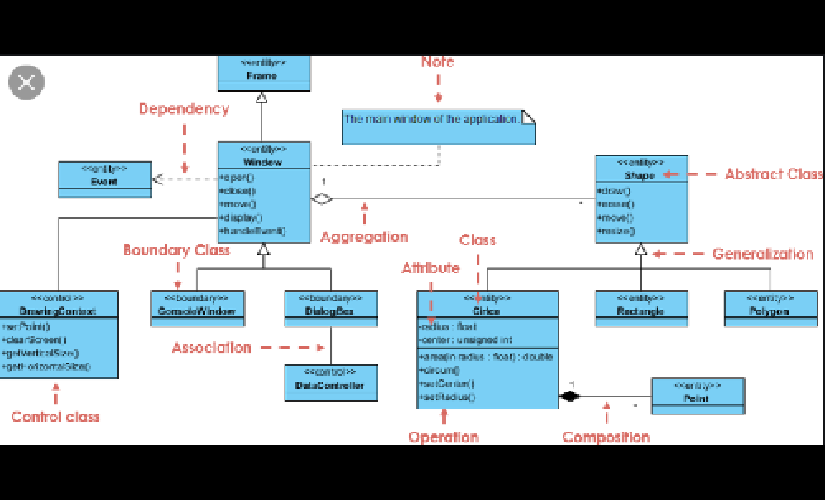 <<entity>>
Frame
Note
Dependency
The main window of the application.
<<entity>>
Window
+open()
+close()
+move()
+display()
+handleEvent()
<<entity>>
Event
1
*
<<entity>>
Shape
+draw()
+erase()
+move()
+resize()
Abstract Class
Aggregation
Boundary Class
Class
Generalization
Attribute
<<control>>
DrawingContext
+setPoint()
+clearScreen()
+getVerticalSize()
+getHorizontalSize()
<<boundary>>
ConsoleWindow
<<boundary>>
DialogBox
<<entity>>
-radius : float
-center : unsigned int
+area(in radius : float) : double
+circum()
+setCenter()
+setRadius()
<<entity>>
Rectangle
<<entity>>
Polygon
Association
<<control>>
DataController
<<entity>>
Point
Control class
Operation
Composition